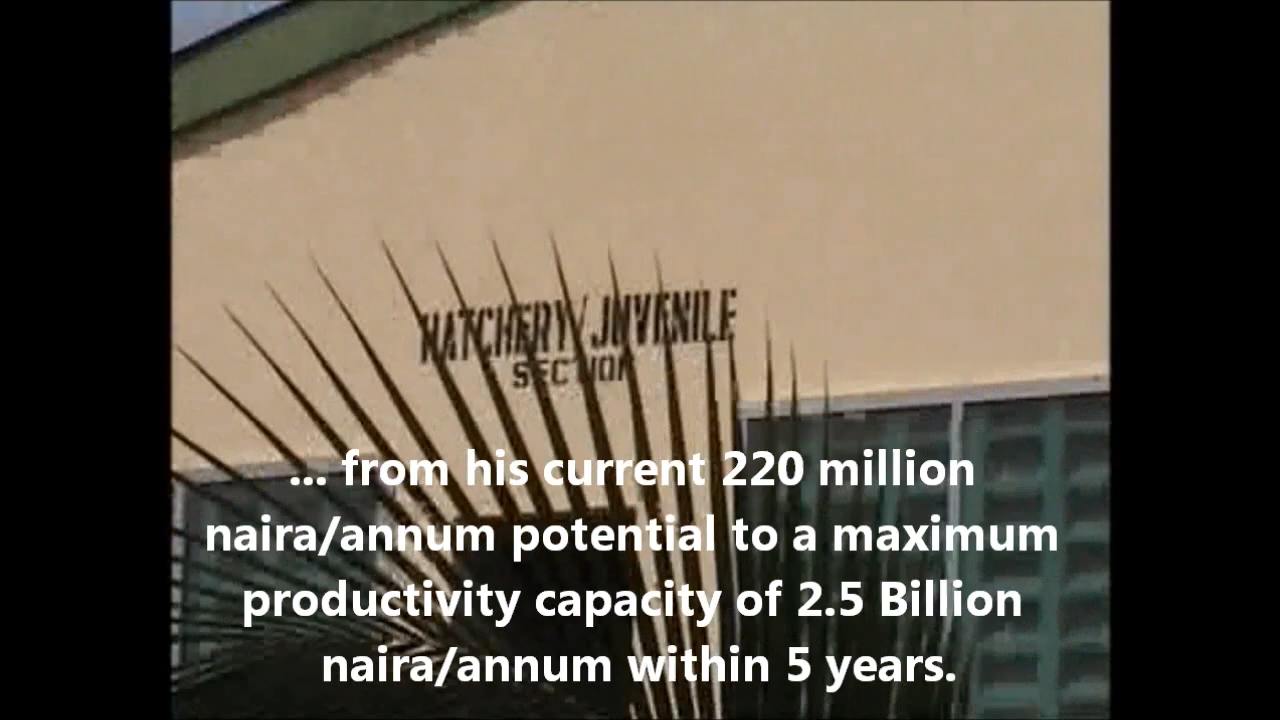 HATCHERY/JUVENILE
SECTION
... from his current 220 million
naira/annum potential to a maximum
productivity capacity of 2.5 Billion
naira/annum within 5 years.